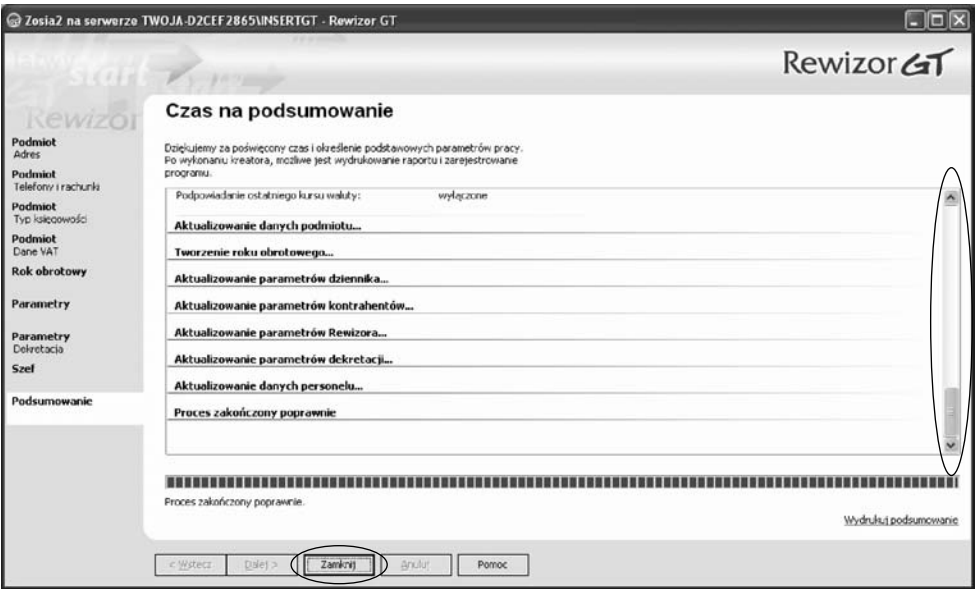 Zosia2 na serwerze TWOJA-D2CEF2865\INSERTGT - Rewizor GT
Rewizor GT
start
Rewizor
Czas na podsumowanie
Dziękujemy za poświęcony czas i określenie podstawowych parametrów pracy.
Po wykonaniu kreatora, możliwe jest wydrukowanie raportu i zarejestrowanie
programu.
Podmiot
Adres
Podmiot
Telefony i rachunki
Podmiot
Typ księgowości
Podmiot
Dane VAT
Rok obrotowy
Parametry
Parametry
Dekretacja
Szef
Podsumowanie
Podpowiadanie ostatniego kursu waluty: wyłączone
Aktualizowanie danych podmiotu...
Tworzenie roku obrotowego...
Aktualizowanie parametrów dziennika...
Aktualizowanie parametrów kontrahentów...
Aktualizowanie parametrów Rewizora...
Aktualizowanie parametrów dekretacji...
Aktualizowanie danych personelu...
Proces zakończony poprawnie
Proces zakończony poprawnie.
Wydrukuj podsumowanie
< Wstecz Dalej > Zamknij Anuluj Pomoc